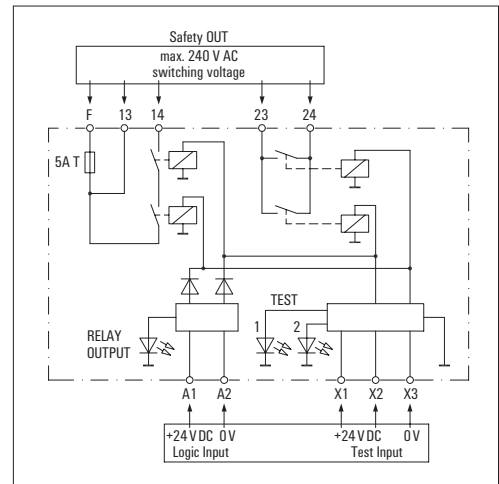 Safety OUT
max. 240 V AC
switching voltage
F 13 14 23 24
5A T
TEST
1 2
RELAY
OUTPUT
A1 A2 X1 X2 X3
+24 V DC 0 V +24 V DC 0 V
Logic Input Test Input